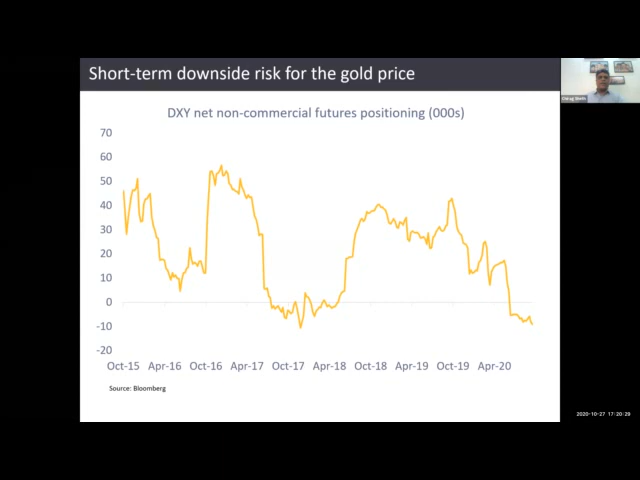 Short-term downside risk for the gold price
DXY net non-commercial futures positioning (000s)
70
60
50
40
30
20
10
0
-10
-20
Oct-15 Apr-16 Oct-16 Apr-17 Oct-17 Apr-18 Oct-18 Apr-19 Oct-19 Apr-20
Source: Bloomberg
Chirag Sheth
2020-10-27 17:20:29